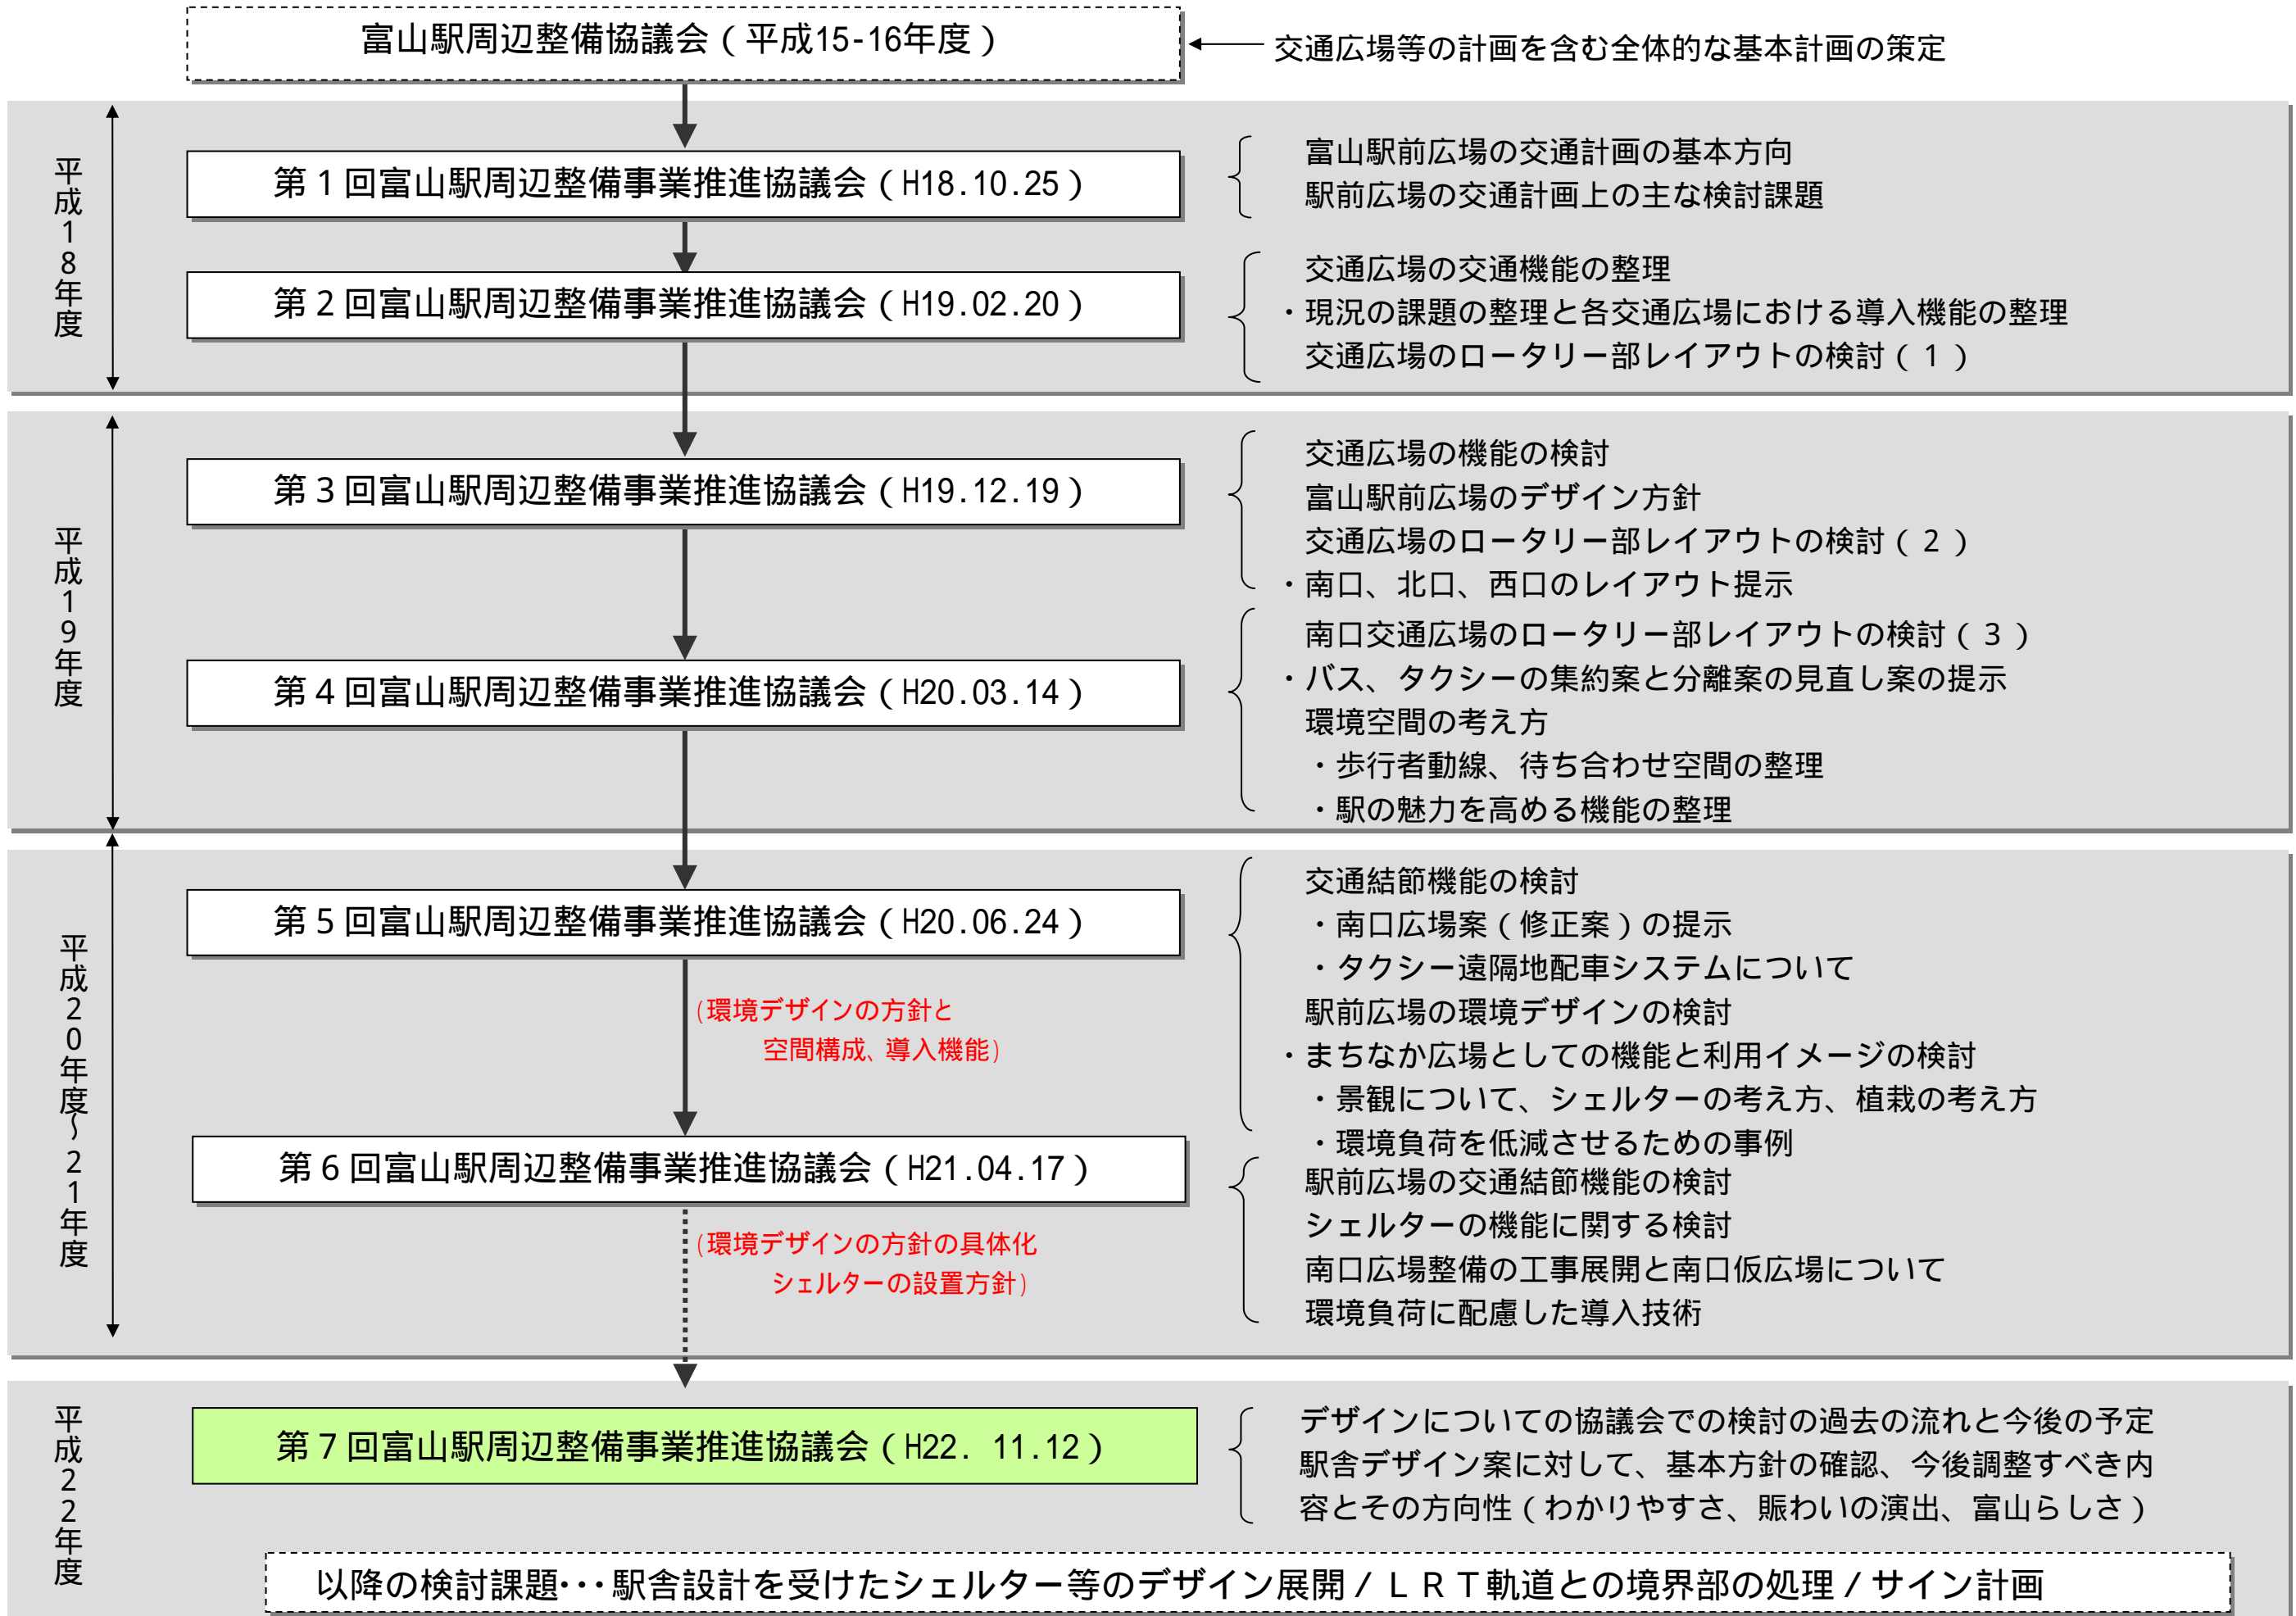 富山駅周辺整備協議会（平成15-16年度）
交通広場等の計画を含む全体的な基本計画の策定
平成18年度
第１回富山駅周辺整備事業推進協議会（H18.10.25）
富山駅前広場の交通計画の基本方向
駅前広場の交通計画上の主な検討課題
第２回富山駅周辺整備事業推進協議会（H19.02.20）
交通広場の交通機能の整理
・現況の課題の整理と各交通広場における導入機能の整理
交通広場のロータリー部レイアウトの検討（１）
平成19年度
第３回富山駅周辺整備事業推進協議会（H19.12.19）
交通広場の機能の検討
富山駅前広場のデザイン方針
交通広場のロータリー部レイアウトの検討（２）
・南口、北口、西口のレイアウト提示
第４回富山駅周辺整備事業推進協議会（H20.03.14）
南口交通広場のロータリー部レイアウトの検討（３）
・バス、タクシーの集約案と分離案の見直し案の提示
環境空間の考え方
・歩行者動線、待ち合わせ空間の整理
・駅の魅力を高める機能の整理
平成20年度～21年度
第５回富山駅周辺整備事業推進協議会（H20.06.24）
交通結節機能の検討
・南口広場案（修正案）の提示
・タクシー遠隔地配車システムについて
駅前広場の環境デザインの検討
・まちなか広場としての機能と利用イメージの検討
・景観について、シェルターの考え方、植栽の考え方
・環境負荷を低減させるための事例
(環境デザインの方針と
空間構成、導入機能)
第６回富山駅周辺整備事業推進協議会（H21.04.17）
駅前広場の交通結節機能の検討
シェルターの機能に関する検討
南口広場整備の工事展開と南口仮広場について
環境負荷に配慮した導入技術
(環境デザインの方針の具体化
シェルターの設置方針)
平成22年度
第７回富山駅周辺整備事業推進協議会（H22. 11.12）
デザインについての協議会での検討の過去の流れと今後の予定
駅舎デザイン案に対して、基本方針の確認、今後調整すべき内
容とその方向性（わかりやすさ、賑わいの演出、富山らしさ）
以降の検討課題･･･駅舎設計を受けたシェルター等のデザイン展開／ＬＲＴ軌道との境界部の処理／サイン計画